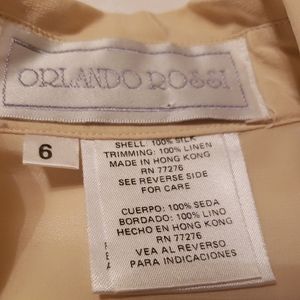 ORLANDO ROSSI
6
SHELL: 100% SILK
TRIMMING: 100% LINEN
MADE IN HONG KONG
RN 77276
SEE REVERSE SIDE
FOR CARE
CUERPO: 100% SEDA
BORDADO: 100% LINO
HECHO EN HONG KONG
RN 77276
VEA AL REVERSO
PARA INDICACIONES